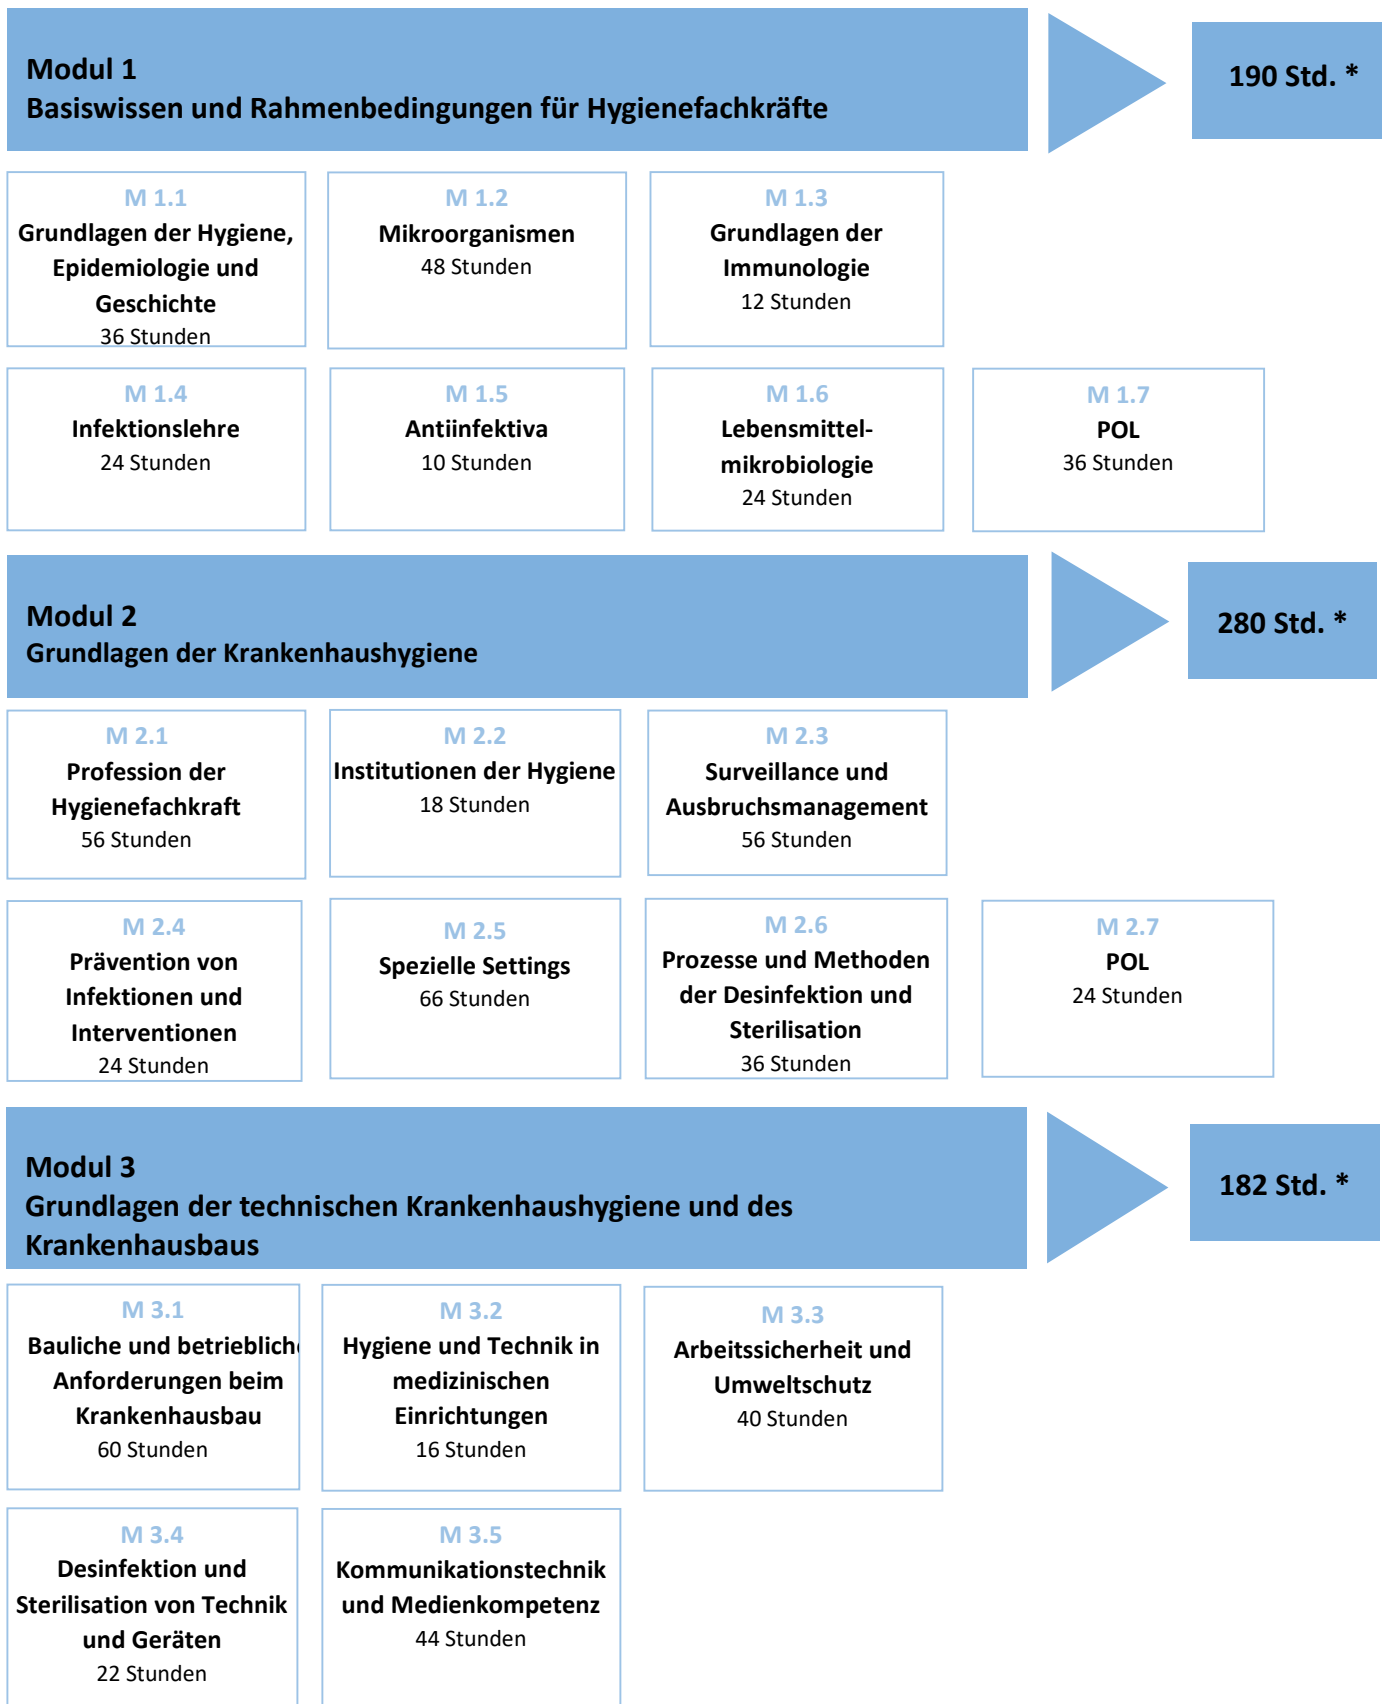 Modul 1
Basiswissen und Rahmenbedingungen für Hygienefachkräfte
190 Std. *
M 1.1
Grundlagen der Hygiene,
Epidemiologie und
Geschichte
36 Stunden
M 1.2
Mikroorganismen
48 Stunden
M 1.3
Grundlagen der
Immunologie
12 Stunden
M 1.4
Infektionslehre
24 Stunden
M 1.5
Antiinfektiva
10 Stunden
M 1.6
Lebensmittel-
mikrobiologie
24 Stunden
M 1.7
POL
36 Stunden
Modul 2
Grundlagen der Krankenhaushygiene
280 Std. *
M 2.1
Profession der
Hygienefachkraft
56 Stunden
M 2.2
Institutionen der Hygiene
18 Stunden
M 2.3
Surveillance und
Ausbruchsmanagement
56 Stunden
M 2.4
Prävention von
Infektionen und
Interventionen
24 Stunden
M 2.5
Spezielle Settings
66 Stunden
M 2.6
Prozesse und Methoden
der Desinfektion und
Sterilisation
36 Stunden
M 2.7
POL
24 Stunden
Modul 3
Grundlagen der technischen Krankenhaushygiene und des
Krankenhausbaus
182 Std. *
M 3.1
Bauliche und betriebliche
Anforderungen beim
Krankenhausbau
60 Stunden
M 3.2
Hygiene und Technik in
medizinischen
Einrichtungen
16 Stunden
M 3.3
Arbeitssicherheit und
Umweltschutz
40 Stunden
M 3.4
Desinfektion und
Sterilisation von Technik
und Geräten
22 Stunden
M 3.5
Kommunikationstechnik
und Medienkompetenz
44 Stunden